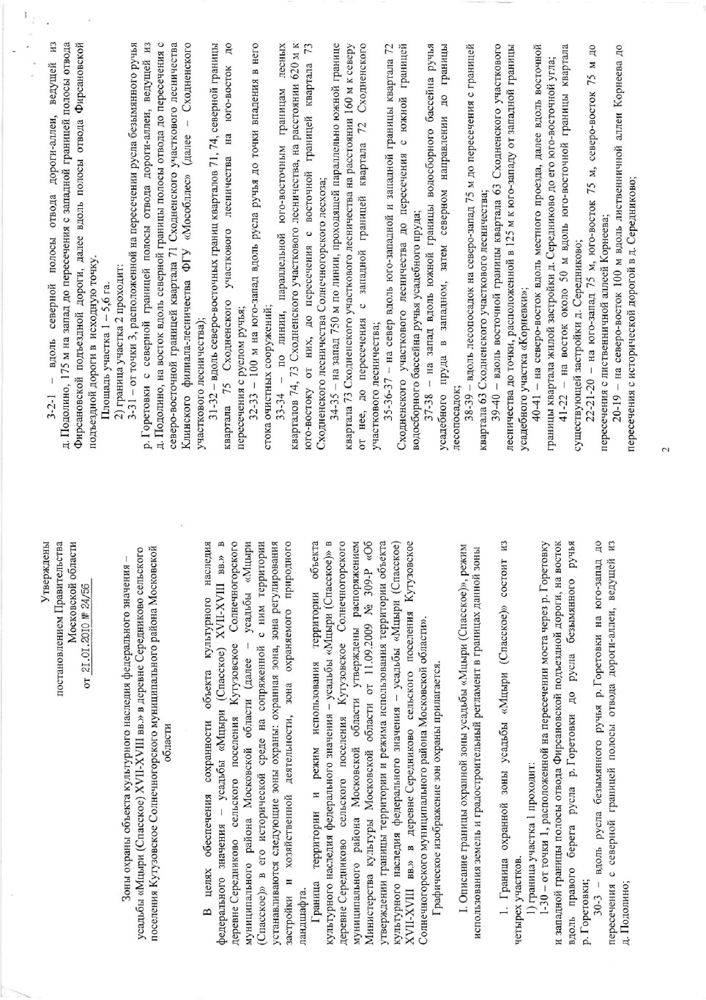 Утверждены
постановлением Правительства
Московской области
от 21.01.2010 № 24/56
Зоны охраны объекта культурного наследия федерального значения –
усадьбы «Мцыри (Спасское) XVII-XVIII вв.» в деревне Середниково сельского
поселения Кутузовское Солнечногорского муниципального района Московской
области
В целях обеспечения сохранности объекта культурного наследия
федерального значения – усадьбы «Мцыри (Спасское) XVII-XVIII вв.» в
деревне Середниково сельского поселения Кутузовское Солнечногорского
муниципального района Московской области (далее – усадьбы «Мцыри
(Спасское)» в его исторической среде на сопряженной с ним территории
устанавливаются следующие зоны охраны: охранная зона, зона регулирования
застройки и хозяйственной деятельности, зона охраняемого природного
ландшафта.
Граница территории и режим использования территории объекта
культурного наследия федерального значения – усадьбы «Мцыри (Спасское)» в
деревне Середниково сельского поселения Кутузовское Солнечногорского
муниципального района Московской области утверждены распоряжением
Министерства культуры Московской области от 11.09.2009 № 309-Р «Об
утверждении границы территории и режима использования территории объекта
культурного наследия федерального значения – усадьбы «Мцыри (Спасское)
XVII-XVIII вв.» в деревне Середниково сельского поселения Кутузовское
Солнечногорского муниципального района Московской области».
Графическое изображение зон охраны прилагается.
I. Описание границы охранной зоны усадьбы «Мцыри (Спасское)», режим
использования земель и градостроительный регламент в границах данной зоны
1. Граница охранной зоны усадьбы «Мцыри (Спасское)» состоит из
четырех участков.
1) граница участка 1 проходит:
1-30 – от точки 1, расположенной на пересечении моста через р. Горетовку
и западной границы полосы отвода Фирсановской подъездной дороги, на восток
вдоль правого берега русла р. Горетовки до русла безымянного ручья
р. Горетовки;
30-3 – вдоль русла безымянного ручья р. Горетовки на юго-запад до
пересечения с северной границей полосы отвода дороги-аллеи, ведущей из
д. Подолино;
3-2-1 – вдоль северной полосы отвода дороги-аллеи, ведущей из
д. Подолино, 175 м на запад до пересечения с западной границей полосы отвода
Фирсановской подъездной дороги, далее вдоль полосы отвода Фирсановской
подъездной дороги в исходную точку.
Площадь участка 1 – 5,6 га.
2) граница участка 2 проходит:
3-31 – от точки 3, расположенной на пересечении русла безымянного ручья
р. Горетовки с северной границей полосы отвода дороги-аллеи, ведущей из
д. Подолино, на восток вдоль северной границы полосы отвода до пересечения с
северо-восточной границей квартала 71 Сходненского участкового лесничества
Клинского филиала-лесничества ФГУ «Мособллес» (далее – Сходненского
участкового лесничества);
31-32 – вдоль северо-восточных границ кварталов 71, 74, северной границы
квартала 75 Сходненского участкового лесничества на юго-восток до
пересечения с руслом ручья;
32-33 – 100 м на юго-запад вдоль русла ручья до точки впадения в него
стока очистных сооружений;
33-34 – по линии, параллельной юго-восточным границам лесных
кварталов 74, 73 Сходненского участкового лесничества, на расстоянии 620 м к
юго-востоку от них, до пересечения с восточной границей квартала 73
Сходненского лесничества Солнечногорского лесхоза;
34-35 – на запад 750 м по линии, проходящей параллельно южной границе
квартала 73 Сходненского участкового лесничества на расстоянии 160 м к северу
от нее, до пересечения с западной границей квартала 72 Сходненского
участкового лесничества;
35-36-37 – на север вдоль юго-западной и западной границы квартала 72
Сходненского участкового лесничества до пересечения с южной границей
водосборного бассейна ручья усадебного пруда;
37-38 – на запад вдоль южной границы водосборного бассейна ручья
усадебного пруда в западном, затем северном направлении до границы
лесопосадок;
38-39 – вдоль лесопосадок на северо-запад 75 м до пересечения с границей
квартала 63 Сходненского участкового лесничества;
39-40 – вдоль восточной границы квартала 63 Сходненского участкового
лесничества до точки, расположенной в 125 м к юго-западу от западной границы
усадебного участка «Корневки»;
40-41 – на северо-восток вдоль местного проезда, далее вдоль восточной
границы квартала жилой застройки д. Середниково до его юго-восточной угла;
41-22 – на восток около 50 м вдоль юго-восточной границы квартала
существующей застройки д. Середниково;
22-21-20 – на юго-запад 75 м, юго-восток 75 м, северо-восток 75 м до
пересечения с лиственничной аллеей Корнеева;
20-19 – на северо-восток 100 м вдоль лиственничной аллеи Корнеева до
пересечения с исторической дорогой в д. Середниково;
2